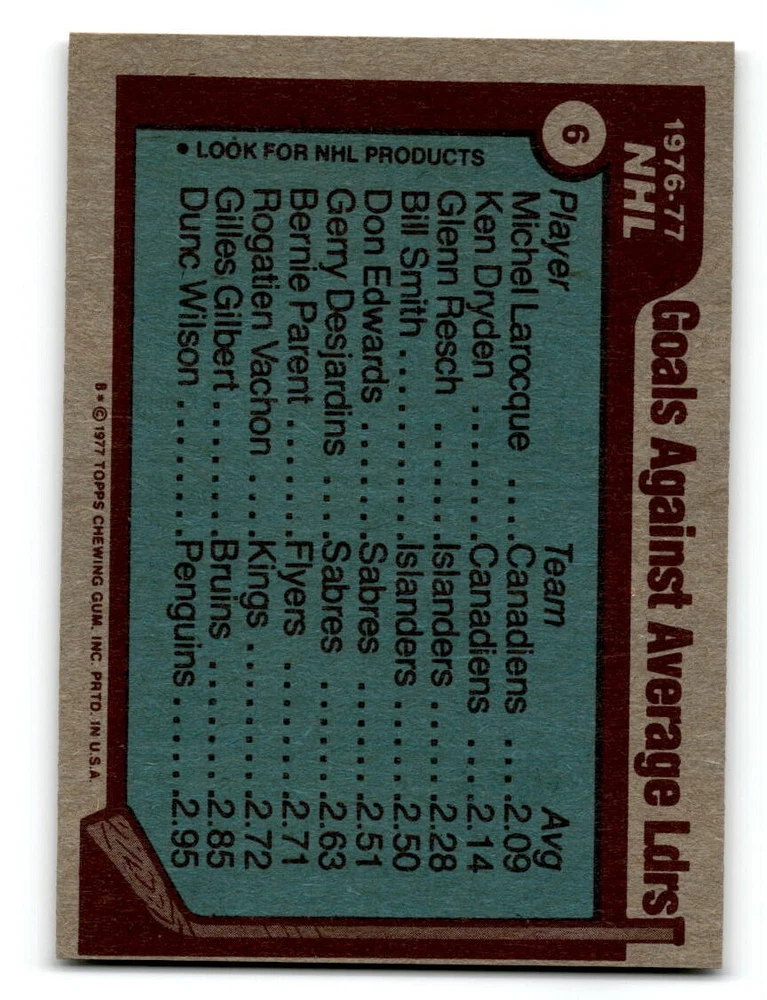 6
1976-77
NHL
Goals Against Average Ldrs
Player Team Avg
Michel Larocque ....Canadiens ....2.09
Ken Dryden ........Canadiens ....2.14
Glenn Resch .......Islanders ......2.28
Bill Smith ...........Islanders ......2.50
Don Edwards .......Sabres ........2.51
Gerry Desjardins ....Sabres ........2.63
Bernie Parent .......Flyers .........2.71
Rogatien Vachon ....Kings .........2.72
Gilles Gilbert ........Bruins .........2.85
Dunc Wilson ........Penguins ......2.95
• LOOK FOR NHL PRODUCTS
B * © 1977 TOPPS CHEWING GUM, INC. PRTD. IN U.S.A.